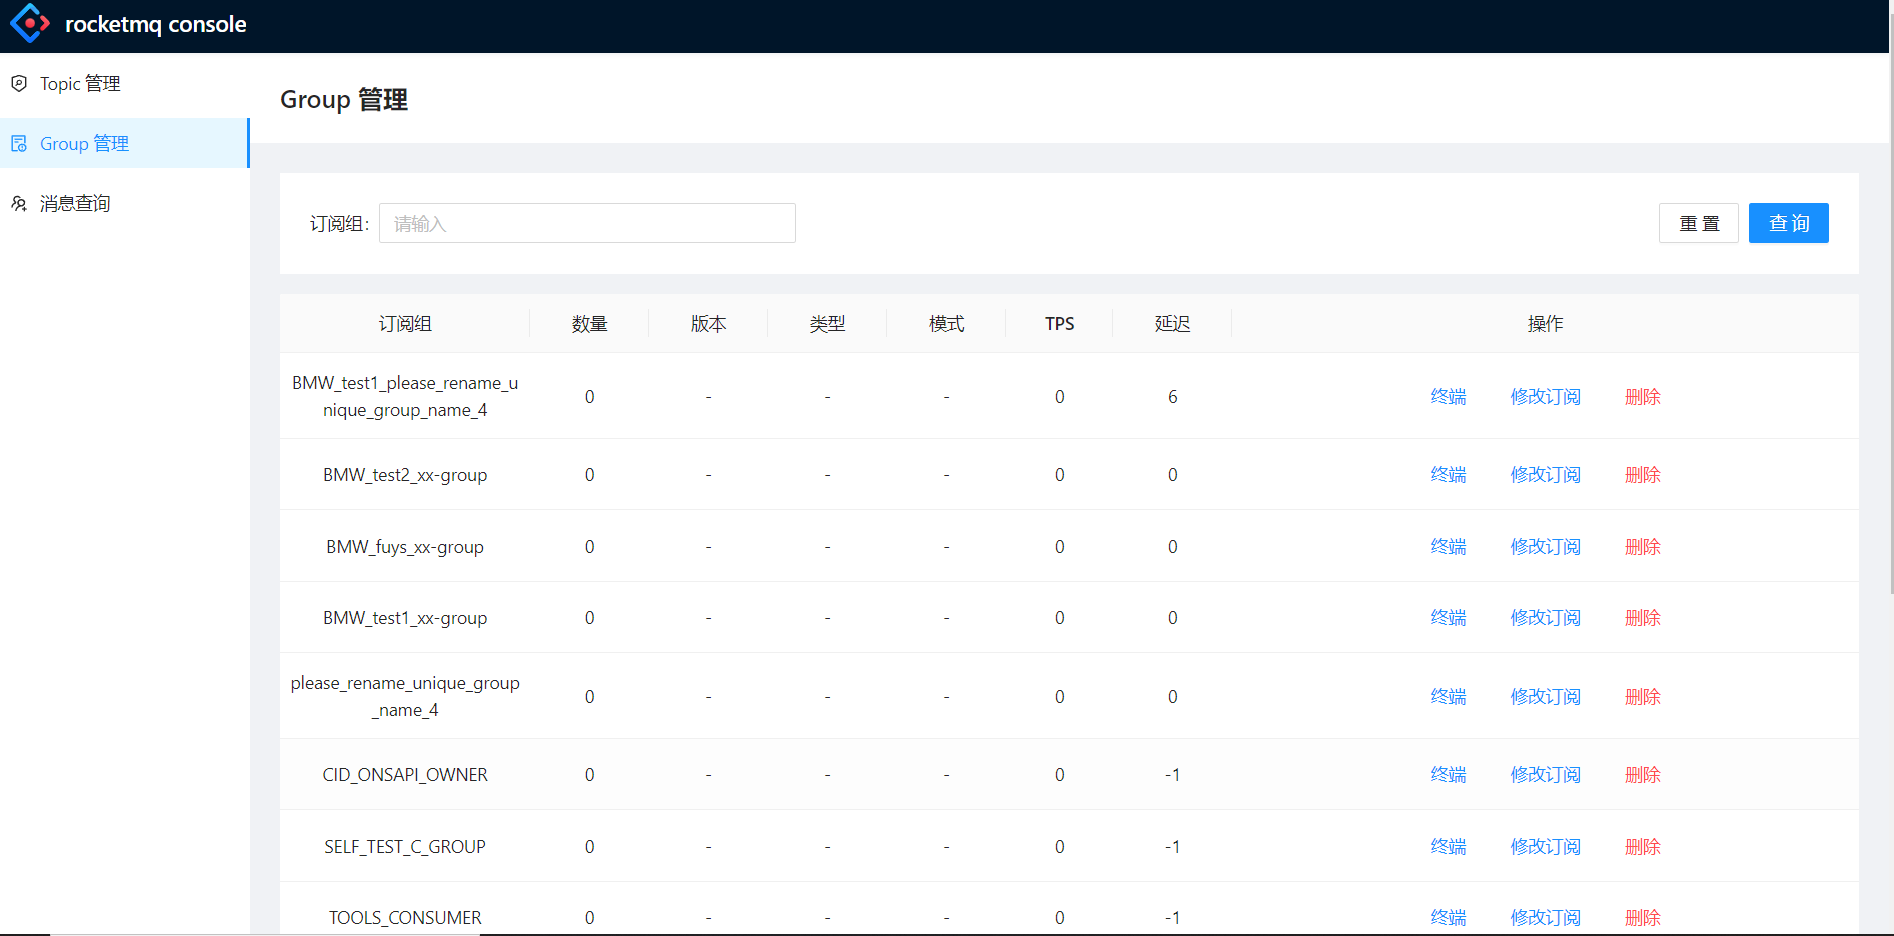 rocketmq console
Topic 管理
Group 管理
消息查询
Group 管理
订阅组: 请输入 重 置 查 询
订阅组 数量 版本 类型 模式 TPS 延迟 操作
BMW_test1_please_rename_u
nique_group_name_4 0 - - - 0 6 终端 修改订阅 删除
BMW_test2_xx-group 0 - - - 0 0 终端 修改订阅 删除
BMW_fuys_xx-group 0 - - - 0 0 终端 修改订阅 删除
BMW_test1_xx-group 0 - - - 0 0 终端 修改订阅 删除
please_rename_unique_group
_name_4 0 - - - 0 0 终端 修改订阅 删除
CID_ONSAPI_OWNER 0 - - - 0 -1 终端 修改订阅 删除
SELF_TEST_C_GROUP 0 - - - 0 -1 终端 修改订阅 删除
TOOLS_CONSUMER 0 - - - 0 -1 终端 修改订阅 删除